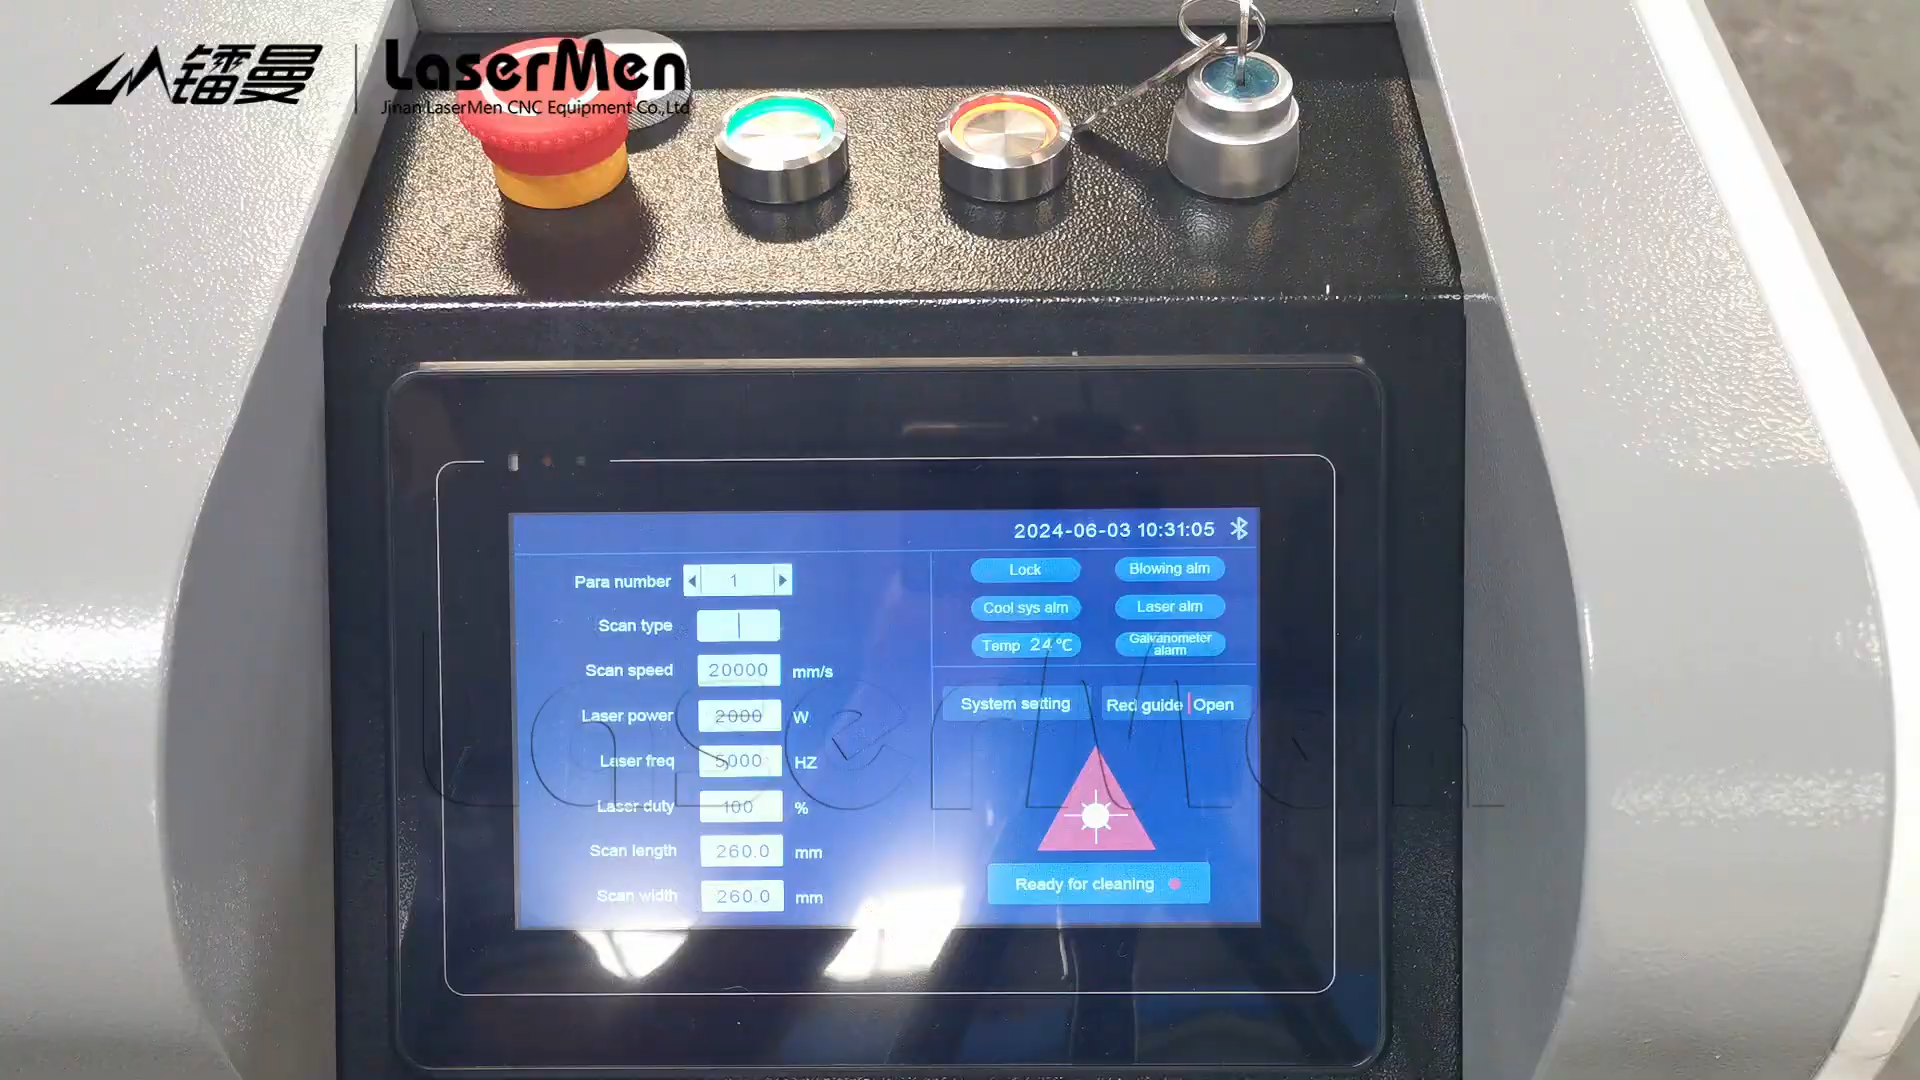 镭曼
LaserMen
Jinan LaserMen CNC Equipment Co.,Ltd
2024-06-03 10:31:05
Para number 1
Scan type
Scan speed 20000 mm/s
Laser power 2000 W
Laser freq 5000 HZ
Laser duty 100 %
Scan length 260.0 mm
Scan width 260.0 mm
Lock Blowing alm
Cool sys alm Laser alm
Temp 24℃ Galvanometer alarm
System setting Red guide Open
Ready for cleaning
LaserMen